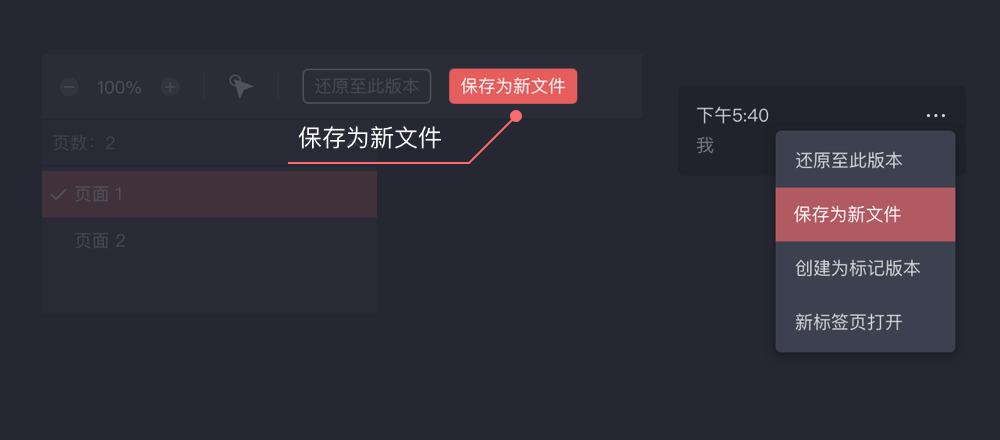 100%
还原至此版本
保存为新文件
保存为新文件
页数：2
页面 1
页面 2
下午5:40
我
还原至此版本
保存为新文件
创建为标记版本
新标签页打开